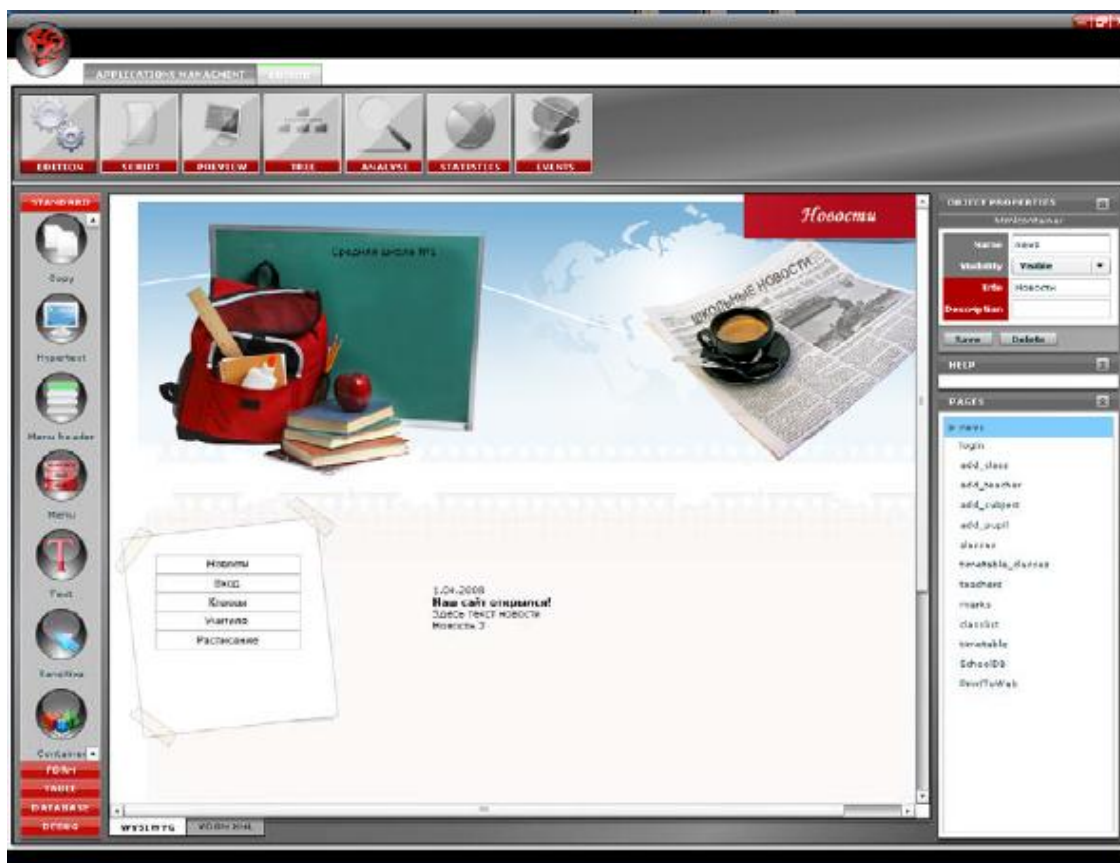 APPLICATIONS MANAGMENT
EDITION
SCRIPT
PREVIEW
TREE
ANALYSE
STATISTICS
EVENTS
STANDARD
Copy
Hypertext
Menu header
Menu
Text
Container
FORM
TABLE
DATABASE
DEBUG
Новости
Средняя школа №1
ШКОЛЬНЫЕ НОВОСТИ
Новости
Вход
Классы
Учителя
Расписание
1.04.2008
Наш сайт открылся!
Здесь текст новости
Новость 2
WYSIWYG
OBJECT PROPERTIES
Name
news
Visibility
Visible
Title
Новости
Description
Save
Delete
HELP
PAGES
news
login
add_class
add_teacher
add_subject
add_pupil
classes
timetable_classes
teachers
marks
classlist
timetable
SchoolDB